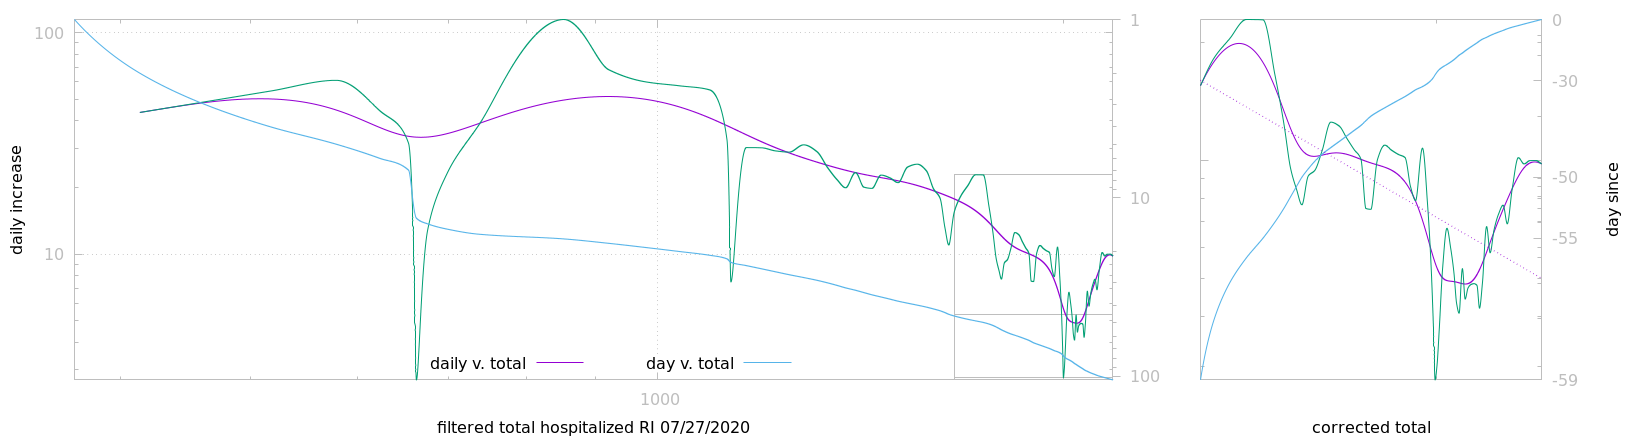 100
10
daily increase
daily v. total
day v. total
1000
filtered total hospitalized RI 07/27/2020
1
10
100
0
-30
-50
-55
-59
day since
corrected total